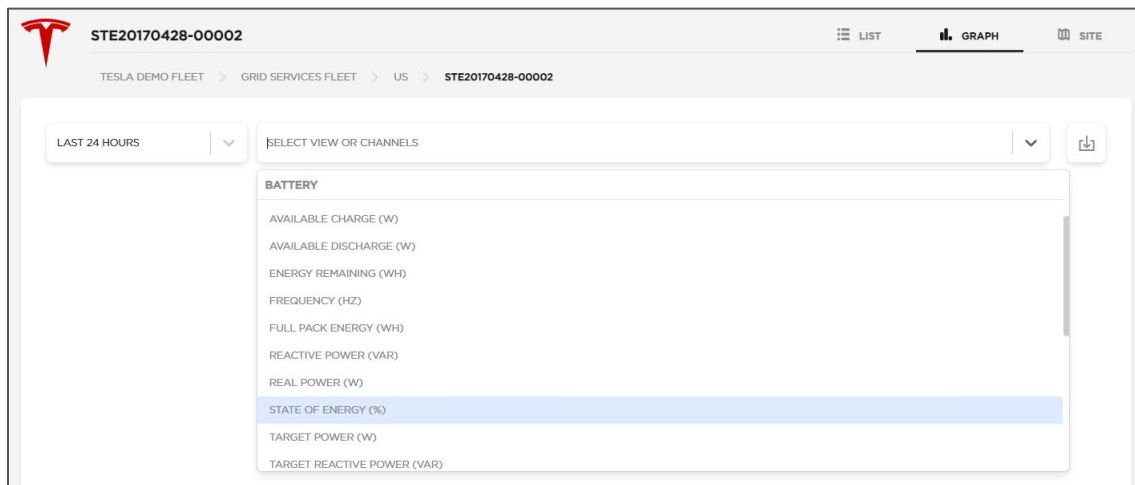 STE20170428-00002
LIST
GRAPH
SITE
TESLA DEMO FLEET > GRID SERVICES FLEET > US > STE20170428-00002
LAST 24 HOURS
SELECT VIEW OR CHANNELS
BATTERY
AVAILABLE CHARGE (W)
AVAILABLE DISCHARGE (W)
ENERGY REMAINING (WH)
FREQUENCY (HZ)
FULL PACK ENERGY (WH)
REACTIVE POWER (VAR)
REAL POWER (W)
STATE OF ENERGY (%)
TARGET POWER (W)
TARGET REACTIVE POWER (VAR)